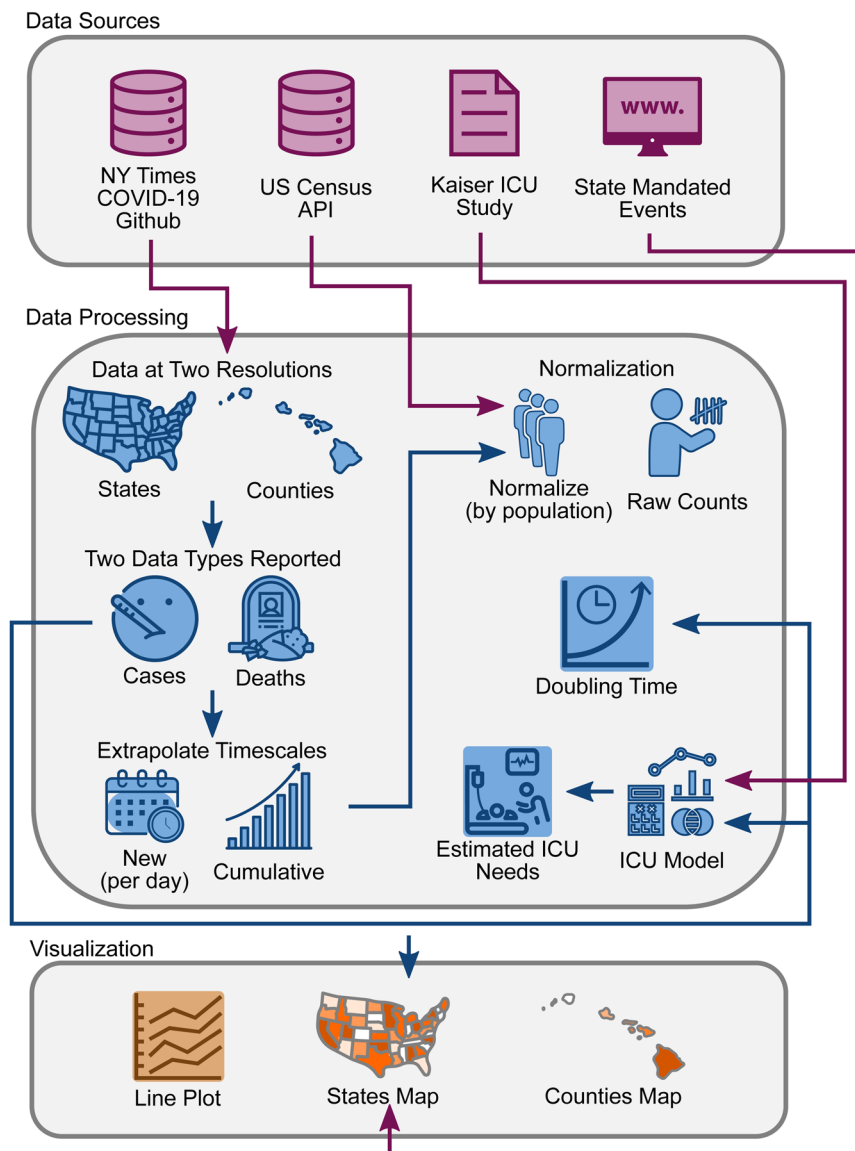 Data Sources
www.
NY Times
COVID-19
Github
US Census
API
Kaiser ICU
Study
State Mandated
Events
Data Processing
Data at Two Resolutions
States
Counties
Normalization
Normalize
(by population)
Raw Counts
Two Data Types Reported
Cases
Deaths
Doubling Time
Extrapolate Timescales
New
(per day)
Cumulative
Estimated ICU
Needs
ICU Model
Visualization
Line Plot
States Map
Counties Map